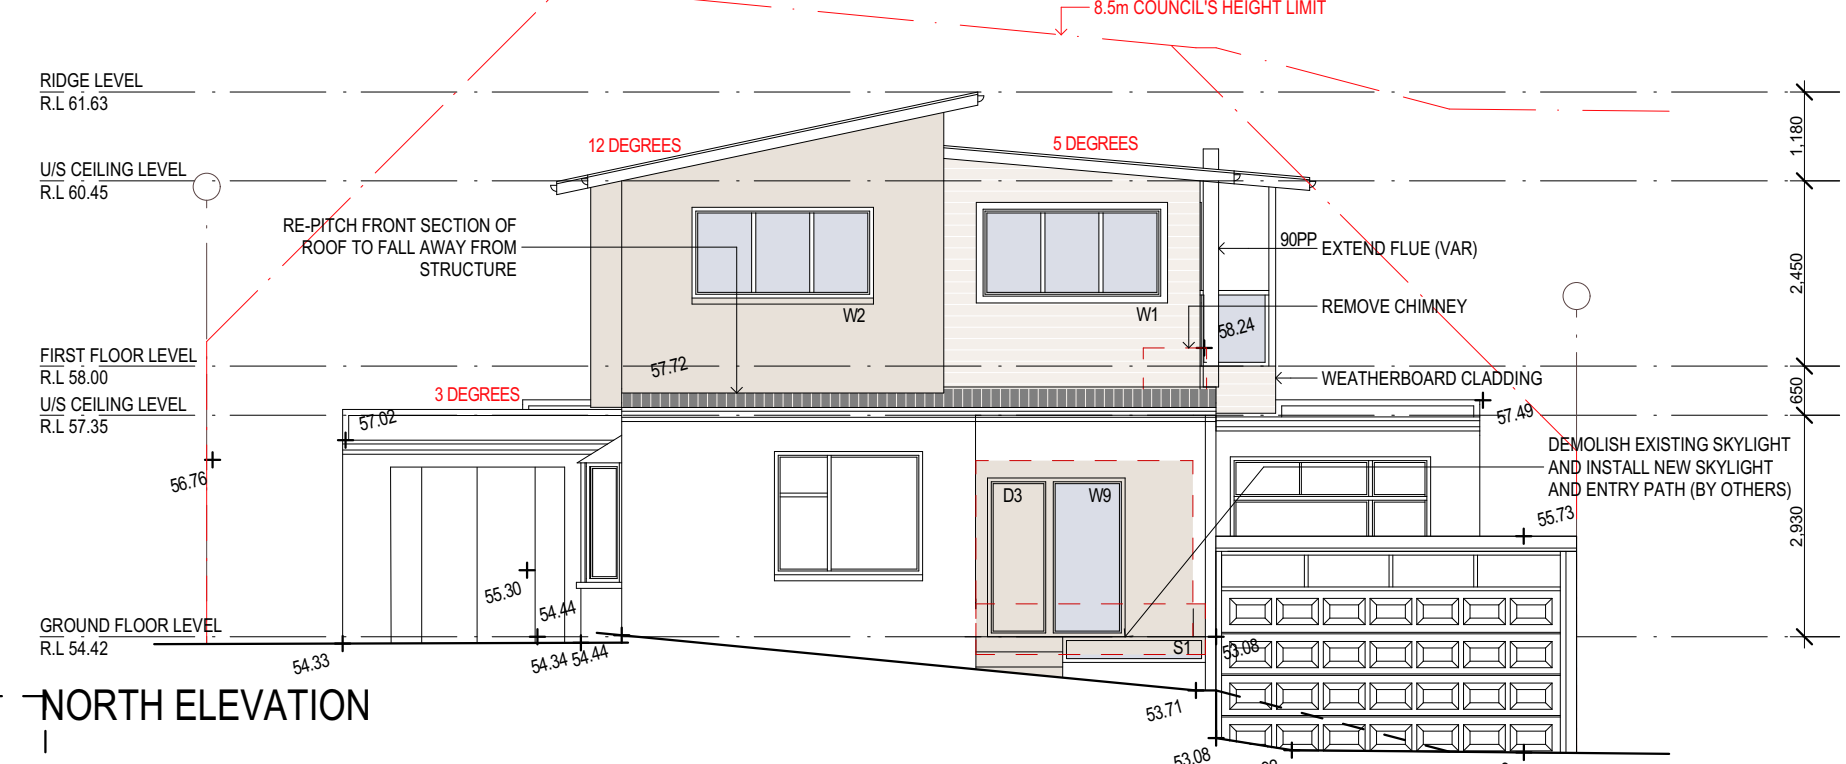 8.5m COUNCIL'S HEIGHT LIMIT
RIDGE LEVEL
R.L 61.63
1,180
12 DEGREES
5 DEGREES
U/S CEILING LEVEL
R.L 60.45
RE-PITCH FRONT SECTION OF
ROOF TO FALL AWAY FROM
STRUCTURE
90PP
EXTEND FLUE (VAR)
2,450
W2
W1
REMOVE CHIMNEY
58.24
FIRST FLOOR LEVEL
R.L 58.00
57.72
WEATHERBOARD CLADDING
650
3 DEGREES
U/S CEILING LEVEL
R.L 57.35
57.02
57.49
DEMOLISH EXISTING SKYLIGHT
AND INSTALL NEW SKYLIGHT
AND ENTRY PATH (BY OTHERS)
56.76
D3
W9
55.73
2,930
55.30
54.44
GROUND FLOOR LEVEL
R.L 54.42
54.33
54.34
54.44
S1
53.08
NORTH ELEVATION
53.71
53.08